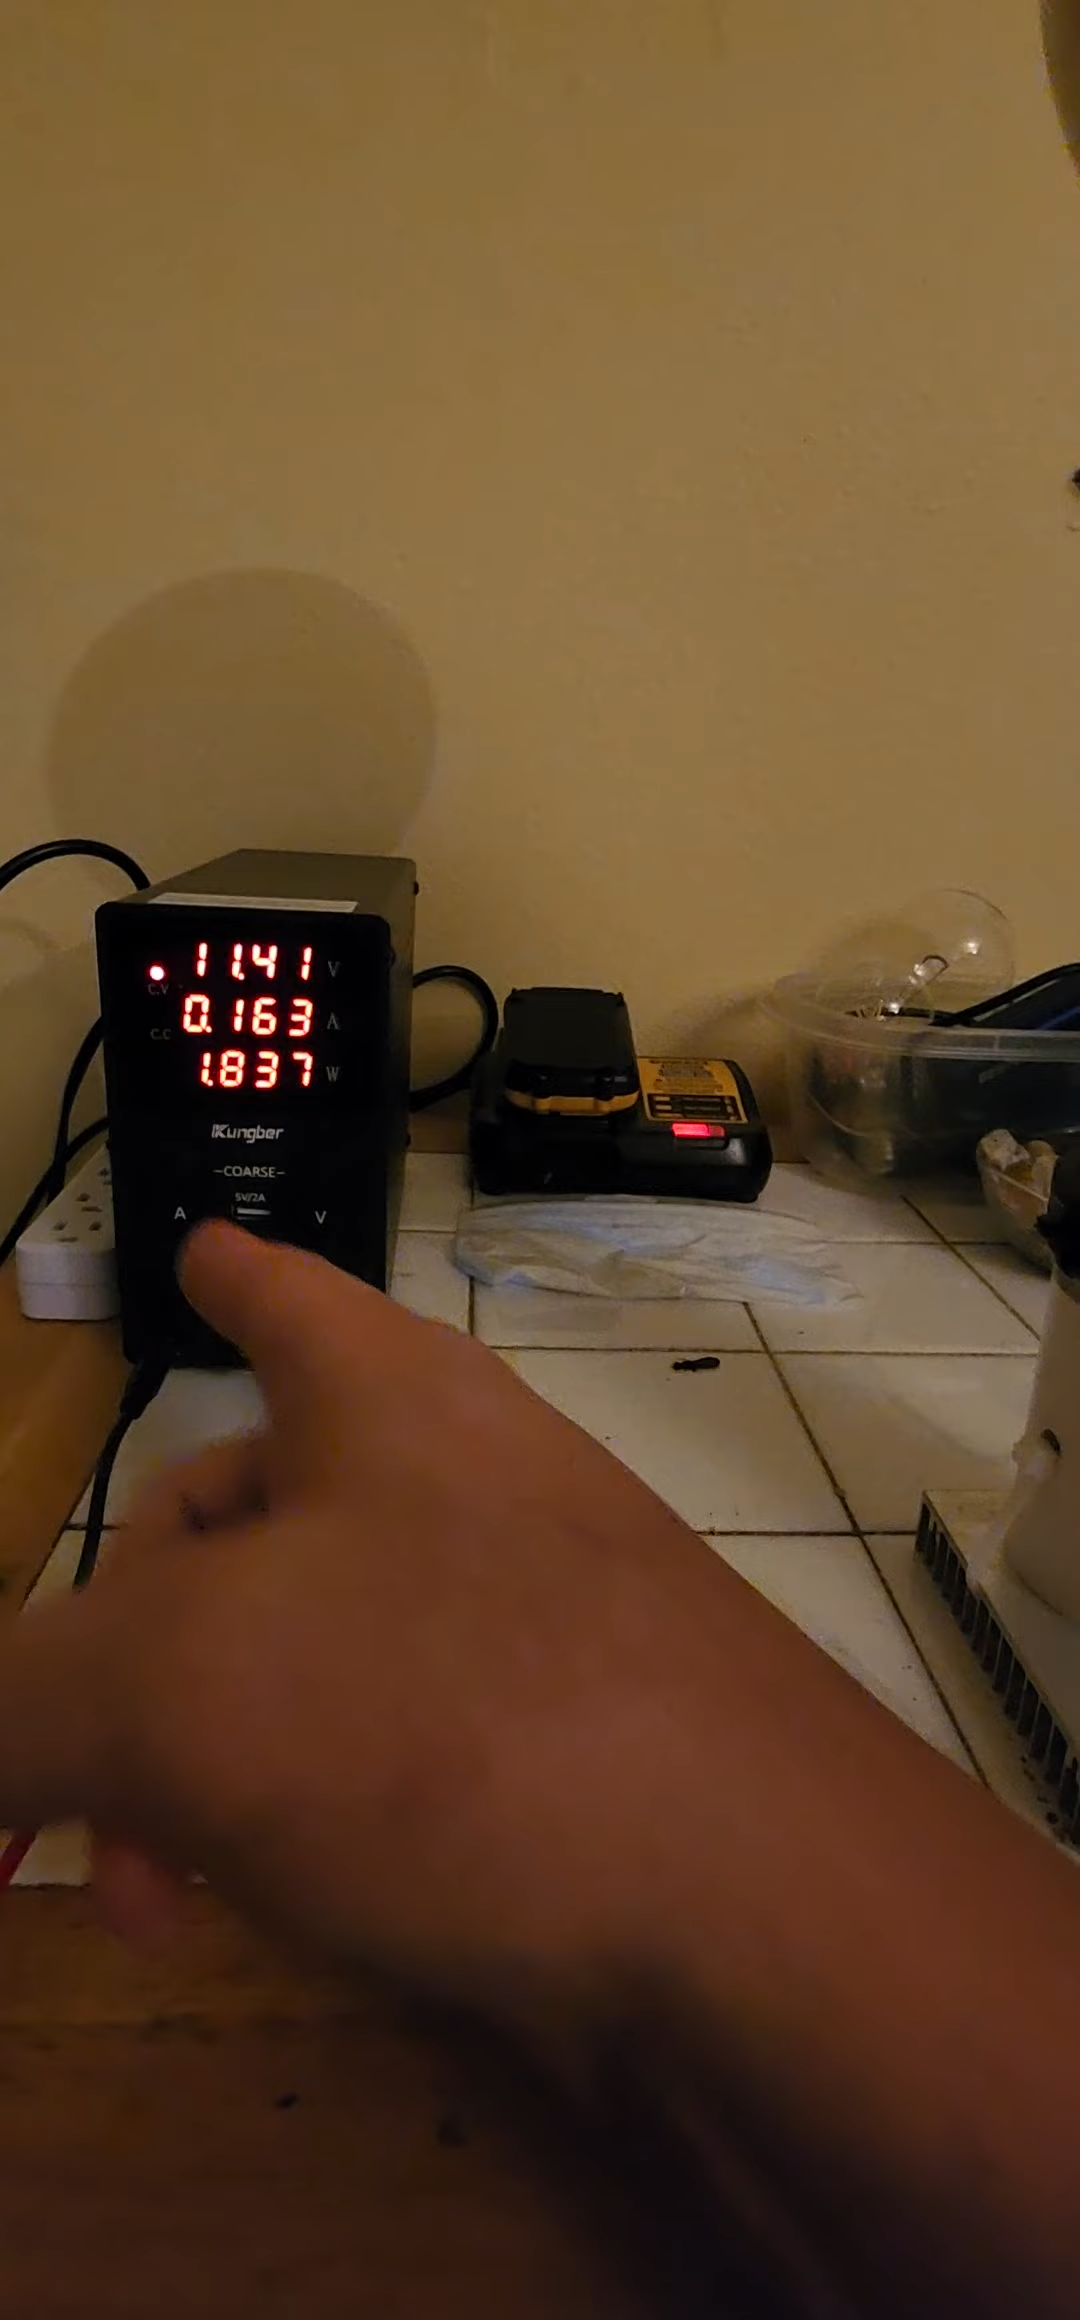 11.41 V
C.V
0.163 A
C.C
1.837 W
Kungber
-COARSE-
5V/2A
A V